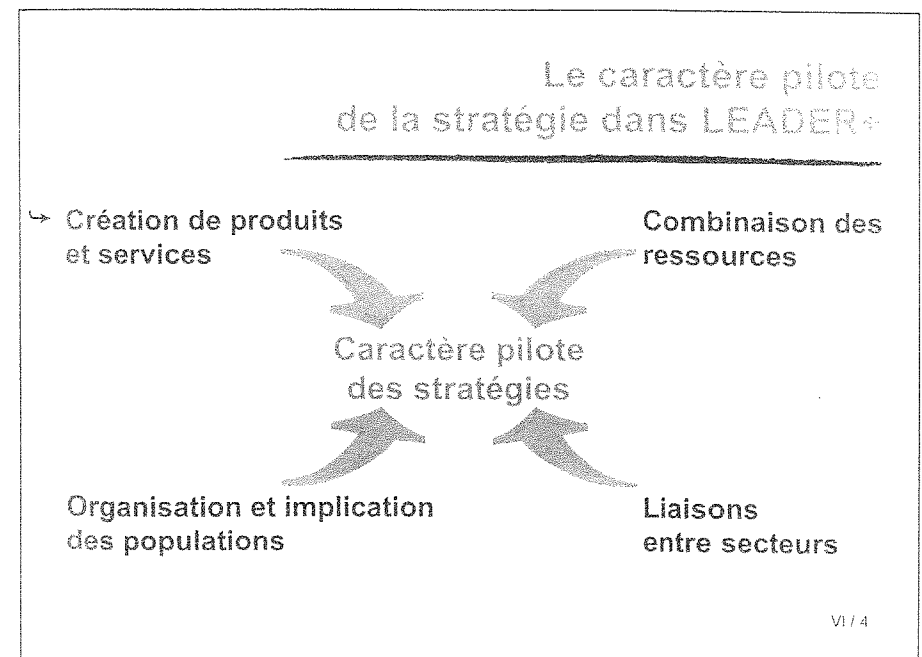 Le caractère pilote
de la stratégie dans LEADER+
↪ Création de produits
et services
Combinaison des
ressources
Caractère pilote
des stratégies
Organisation et implication
des populations
Liaisons
entre secteurs
VI / 4